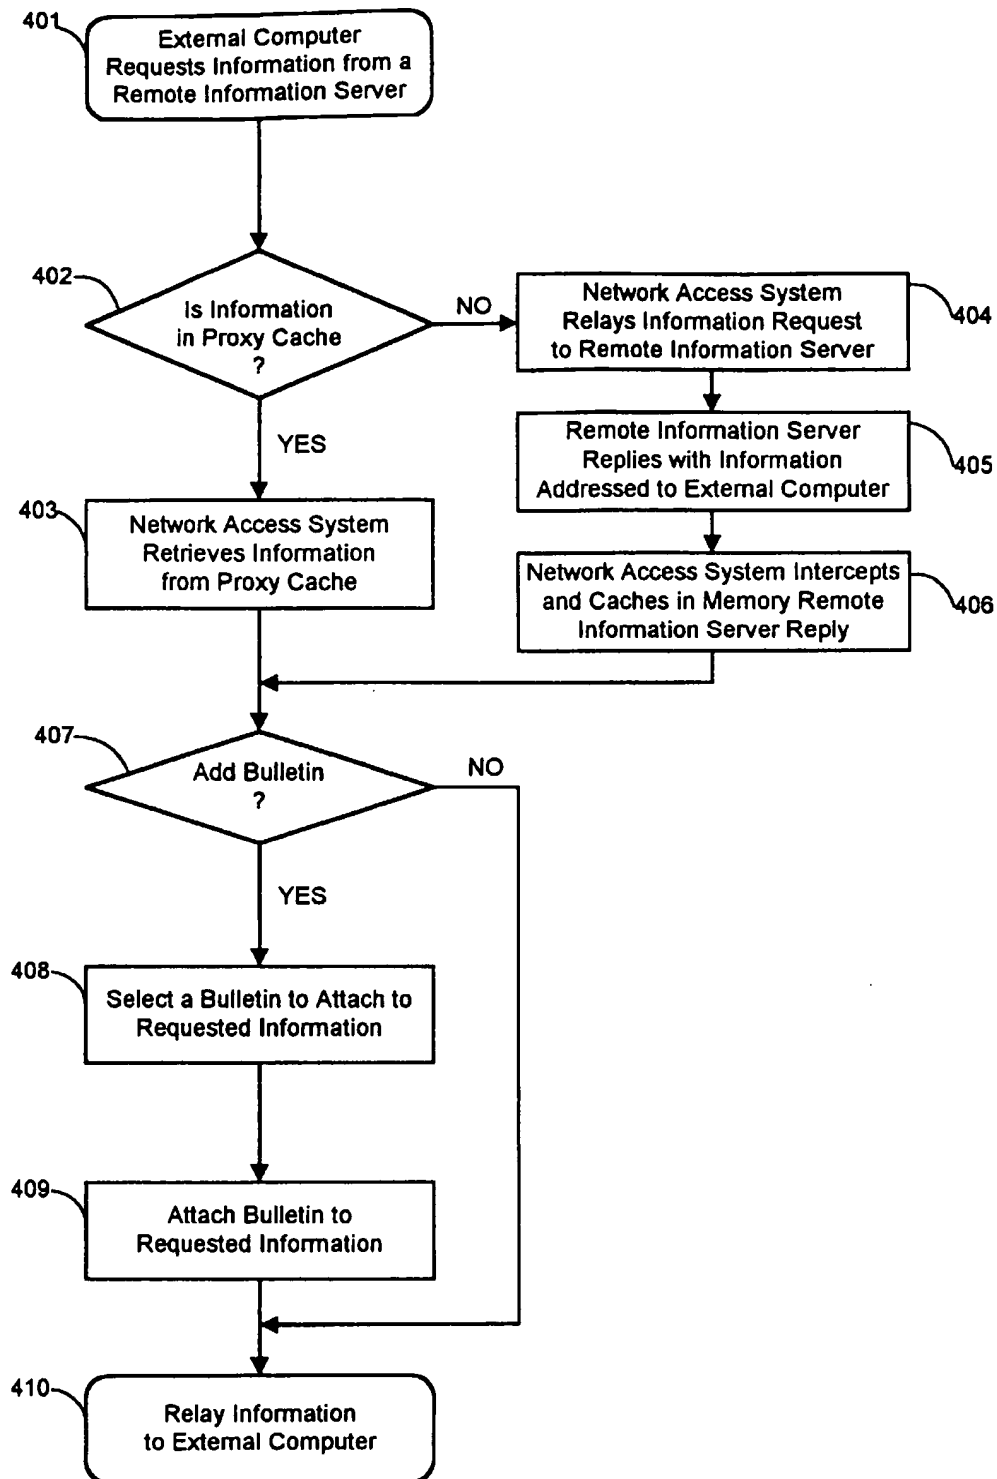 401
External Computer
Requests Information from a
Remote Information Server
402
Is Information
in Proxy Cache
?
NO
Network Access System
Relays Information Request
to Remote Information Server
404
Remote Information Server
Replies with Information
Addressed to External Computer
405
YES
403
Network Access System
Retrieves Information
from Proxy Cache
Network Access System Intercepts
and Caches in Memory Remote
Information Server Reply
406
407
Add Bulletin
?
NO
YES
408
Select a Bulletin to Attach to
Requested Information
409
Attach Bulletin to
Requested Information
410
Relay Information
to External Computer